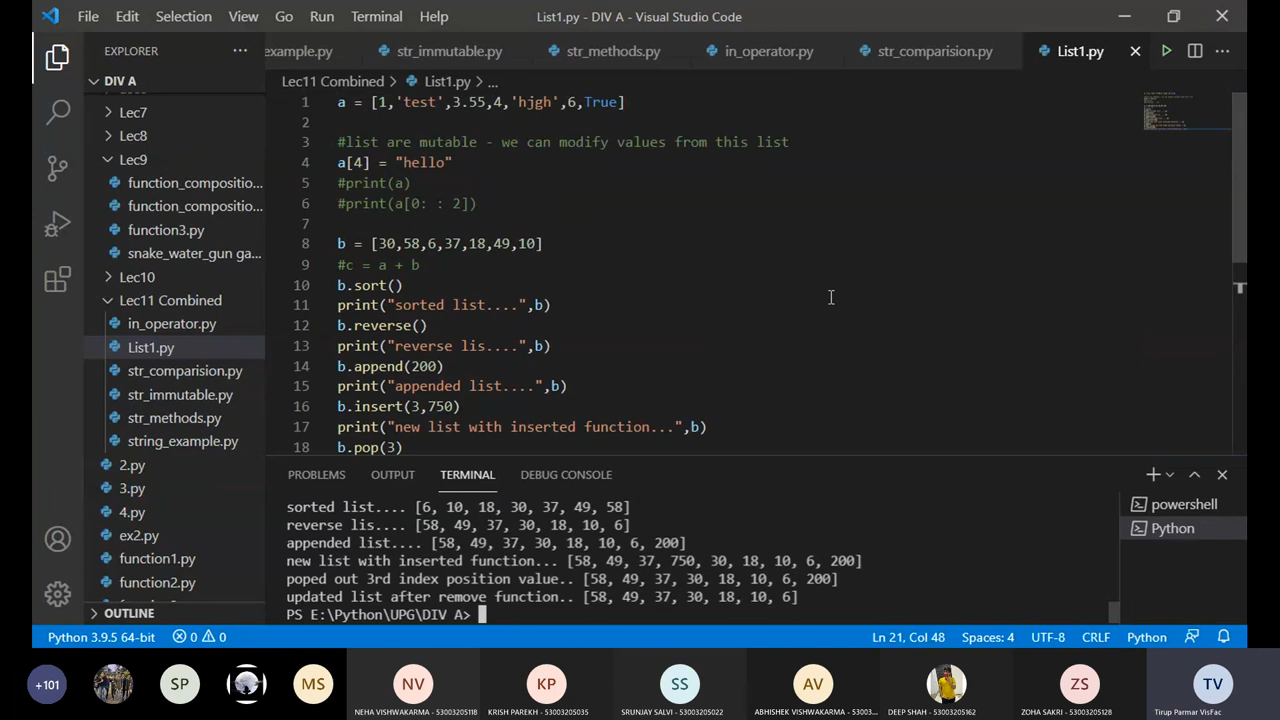 File Edit Selection View Go Run Terminal Help List1.py - DIV A - Visual Studio Code
EXPLORER
example.py str_immutable.py str_methods.py in_operator.py str_comparision.py List1.py
DIV A
Lec11 Combined > List1.py > ...
Lec7
Lec8
Lec9
function_compositio...
function_compositio...
function3.py
snake_water_gun ga...
Lec10
Lec11 Combined
in_operator.py
List1.py
str_comparision.py
str_immutable.py
str_methods.py
string_example.py
2.py
3.py
4.py
ex2.py
function1.py
function2.py
OUTLINE
1 a = [1,'test',3.55,4,'hjgh',6,True]
2
3 #list are mutable - we can modify values from this list
4 a[4] = "hello"
5 #print(a)
6 #print(a[0: : 2])
7
8 b = [30,58,6,37,18,49,10]
9 #c = a + b
10 b.sort()
11 print("sorted list....",b)
12 b.reverse()
13 print("reverse lis....",b)
14 b.append(200)
15 print("appended list....",b)
16 b.insert(3,750)
17 print("new list with inserted function...",b)
18 b.pop(3)
PROBLEMS OUTPUT TERMINAL DEBUG CONSOLE
sorted list.... [6, 10, 18, 30, 37, 49, 58]
reverse lis.... [58, 49, 37, 30, 18, 10, 6]
appended list.... [58, 49, 37, 30, 18, 10, 6, 200]
new list with inserted function... [58, 49, 37, 750, 30, 18, 10, 6, 200]
poped out 3rd index position value.. [58, 49, 37, 30, 18, 10, 6, 200]
updated list after remove function.. [58, 49, 37, 30, 18, 10, 6]
PS E:\Python\UPG\DIV A>
powershell
Python
Python 3.9.5 64-bit 0 0 Ln 21, Col 48 Spaces: 4 UTF-8 CRLF Python
+101 SP MS NV KP SS AV ZS TV
NEHA VISHWAKARMA - 53003205118 KRISH PAREKH - 53003205035 SRUNJAY SALVI - 53003205022 ABHISHEK VISHWAKARMA - 53003... DEEP SHAH - 53003205162 ZOHA SAKRI - 53003205128 Tirup Parmar VisFac